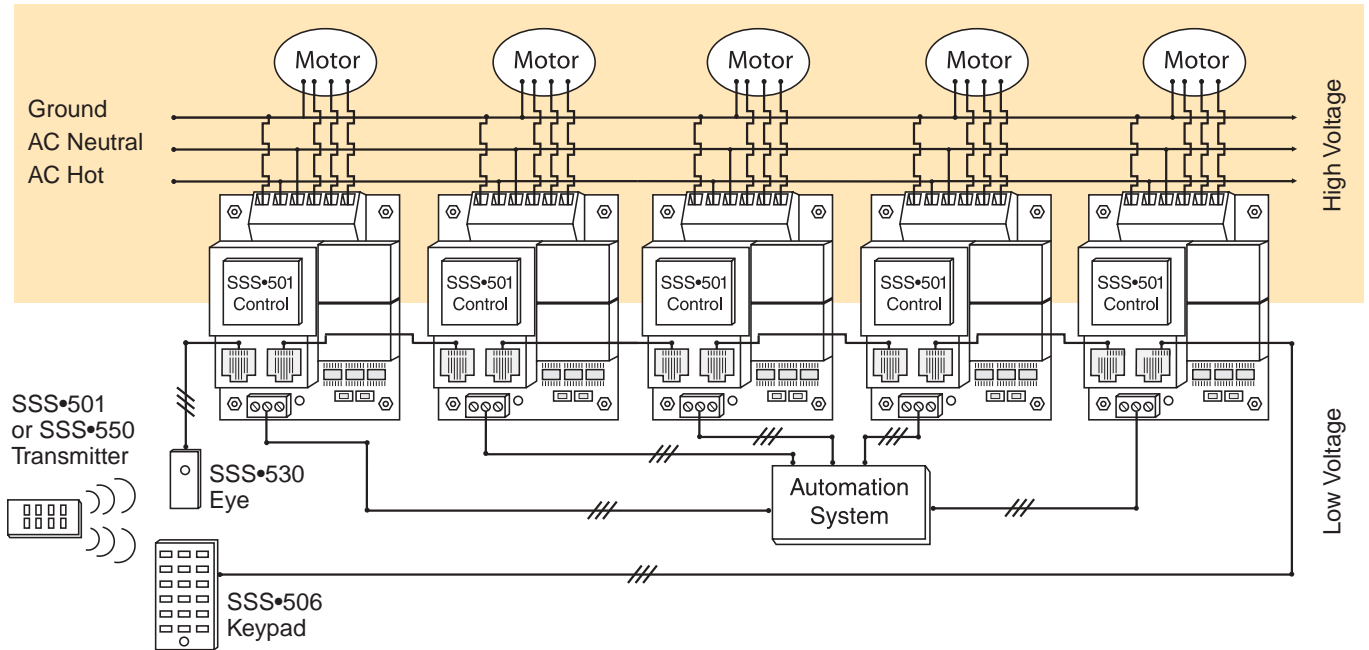 Motor
Motor
Motor
Motor
Motor
Ground
AC Neutral
AC Hot
High Voltage
SSS•501
Control
SSS•501
Control
SSS•501
Control
SSS•501
Control
SSS•501
Control
SSS•501
or SSS•550
Transmitter
SSS•530
Eye
Automation
System
Low Voltage
SSS•506
Keypad